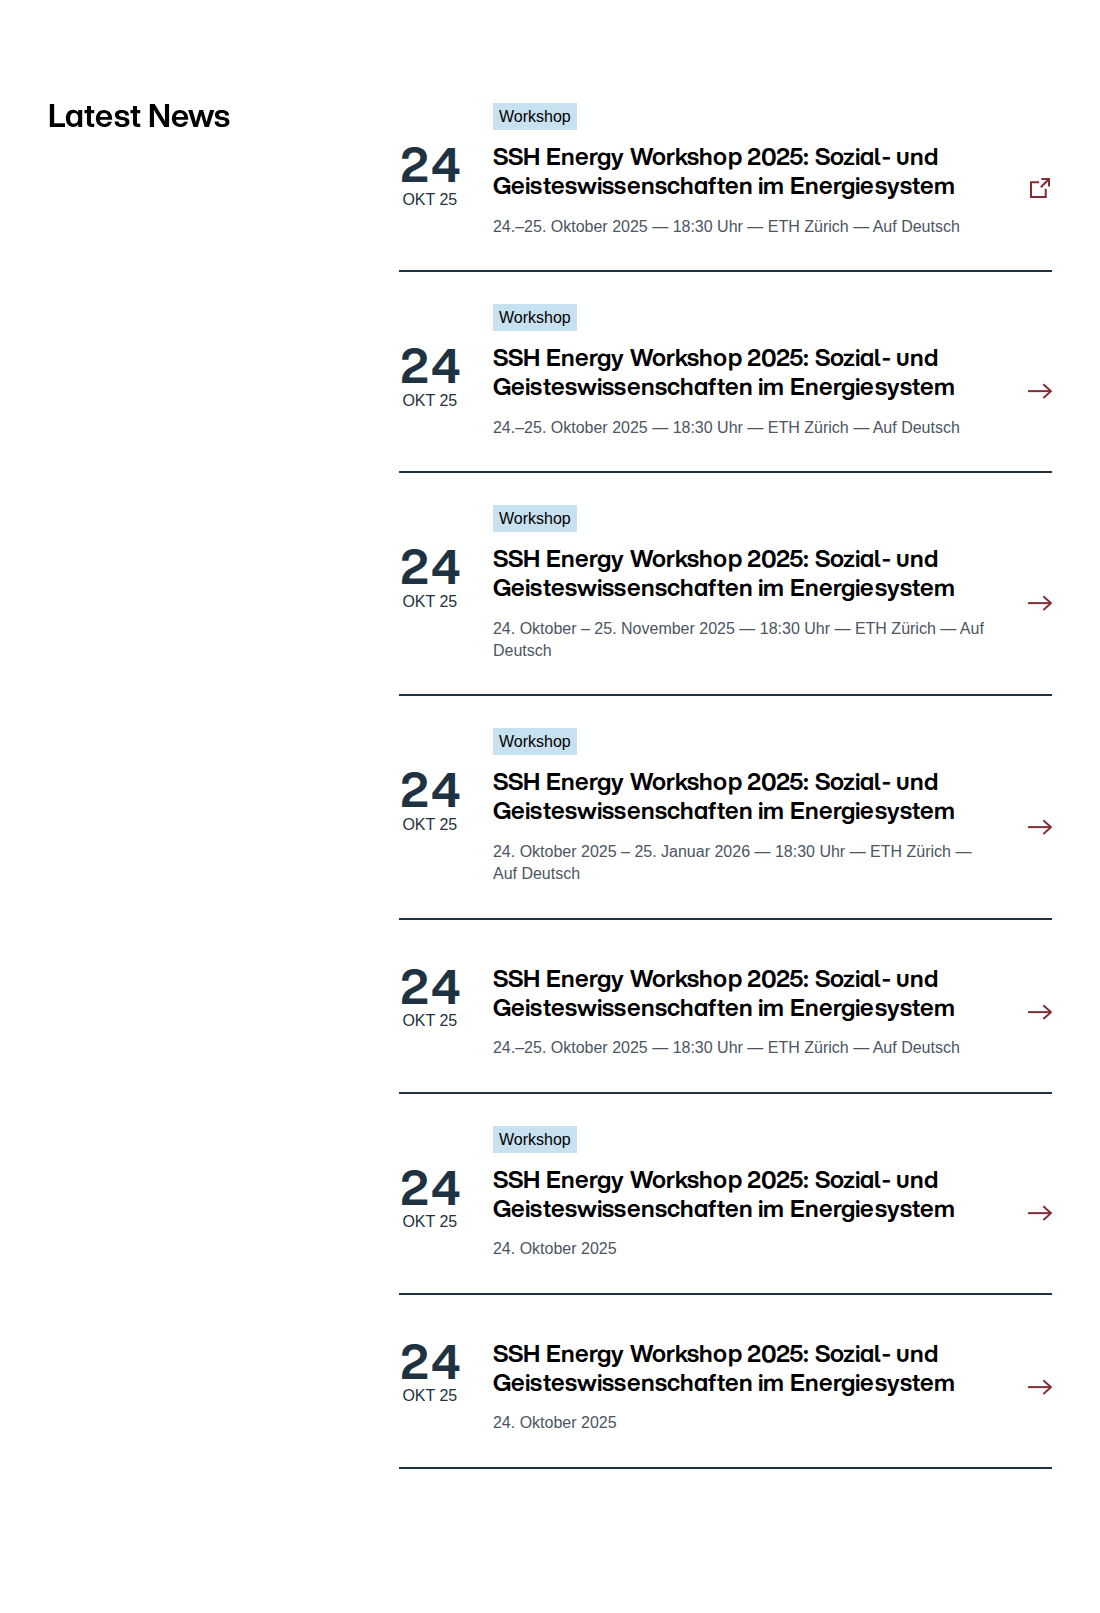 Latest News
Workshop
24
OKT 25
SSH Energy Workshop 2025: Sozial- und
Geisteswissenschaften im Energiesystem
24.–25. Oktober 2025 — 18:30 Uhr — ETH Zürich — Auf Deutsch
Workshop
24
OKT 25
SSH Energy Workshop 2025: Sozial- und
Geisteswissenschaften im Energiesystem
24.–25. Oktober 2025 — 18:30 Uhr — ETH Zürich — Auf Deutsch
Workshop
24
OKT 25
SSH Energy Workshop 2025: Sozial- und
Geisteswissenschaften im Energiesystem
24. Oktober – 25. November 2025 — 18:30 Uhr — ETH Zürich — Auf
Deutsch
Workshop
24
OKT 25
SSH Energy Workshop 2025: Sozial- und
Geisteswissenschaften im Energiesystem
24. Oktober 2025 – 25. Januar 2026 — 18:30 Uhr — ETH Zürich —
Auf Deutsch
24
OKT 25
SSH Energy Workshop 2025: Sozial- und
Geisteswissenschaften im Energiesystem
24.–25. Oktober 2025 — 18:30 Uhr — ETH Zürich — Auf Deutsch
Workshop
24
OKT 25
SSH Energy Workshop 2025: Sozial- und
Geisteswissenschaften im Energiesystem
24. Oktober 2025
24
OKT 25
SSH Energy Workshop 2025: Sozial- und
Geisteswissenschaften im Energiesystem
24. Oktober 2025